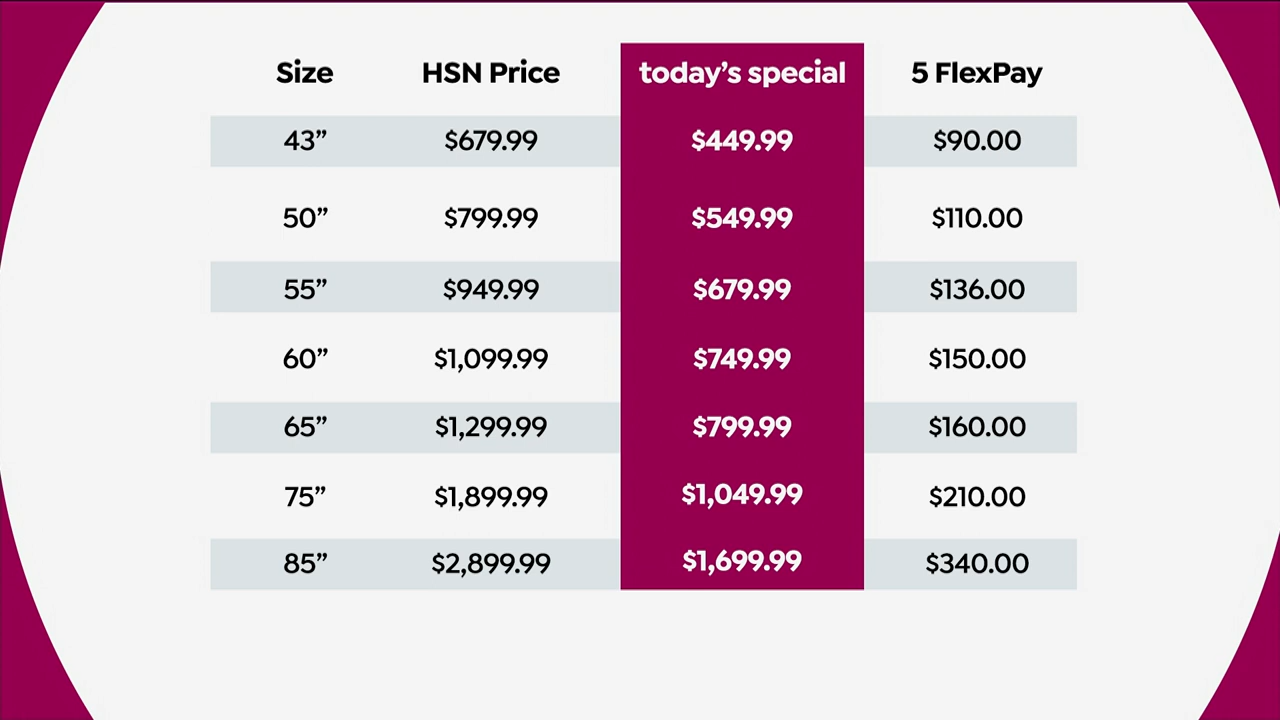 Size HSN Price today’s special 5 FlexPay
43” $679.99 $449.99 $90.00
50” $799.99 $549.99 $110.00
55” $949.99 $679.99 $136.00
60” $1,099.99 $749.99 $150.00
65” $1,299.99 $799.99 $160.00
75” $1,899.99 $1,049.99 $210.00
85” $2,899.99 $1,699.99 $340.00